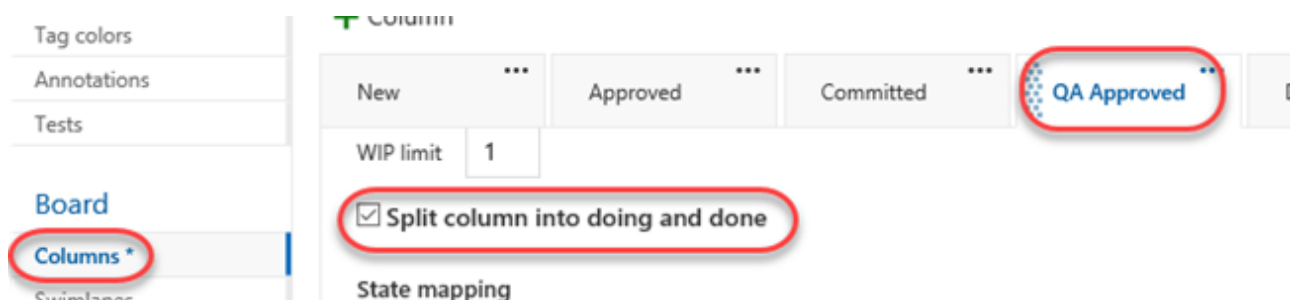 Column
Tag colors
Annotations
Tests
Board
Columns *
Swimlanes
New ...
Approved ...
Committed ...
QA Approved ...
WIP limit 1
Split column into doing and done
State mapping